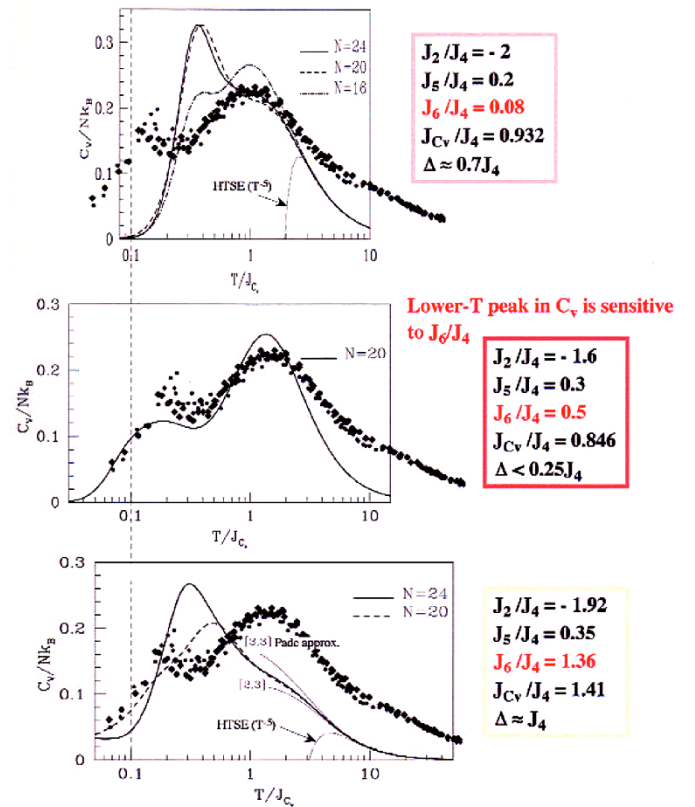 0.3
0.2
0.1
0
C_v/Nk_B
N=24
N=20
N=16
HTSE (T^-5)
0.1
1
10
T/J_Cv
J_2/J_4 = - 2
J_5/J_4 = 0.2
J_6/J_4 = 0.08
J_Cv/J_4 = 0.932
Δ ≈ 0.7J_4
Lower-T peak in C_v is sensitive
to J_6/J_4
0.3
0.2
0.1
0
C_v/Nk_B
N=20
0.1
1
10
T/J_Cv
J_2/J_4 = - 1.6
J_5/J_4 = 0.3
J_6/J_4 = 0.5
J_Cv/J_4 = 0.846
Δ < 0.25J_4
0.3
0.2
0.1
0
C_v/Nk_B
N=24
N=20
[3,3] Pade approx.
[2,3]
HTSE (T^-5)
0.1
1
10
T/J_Cv
J_2/J_4 = - 1.92
J_5/J_4 = 0.35
J_6/J_4 = 1.36
J_Cv/J_4 = 1.41
Δ ≈ J_4